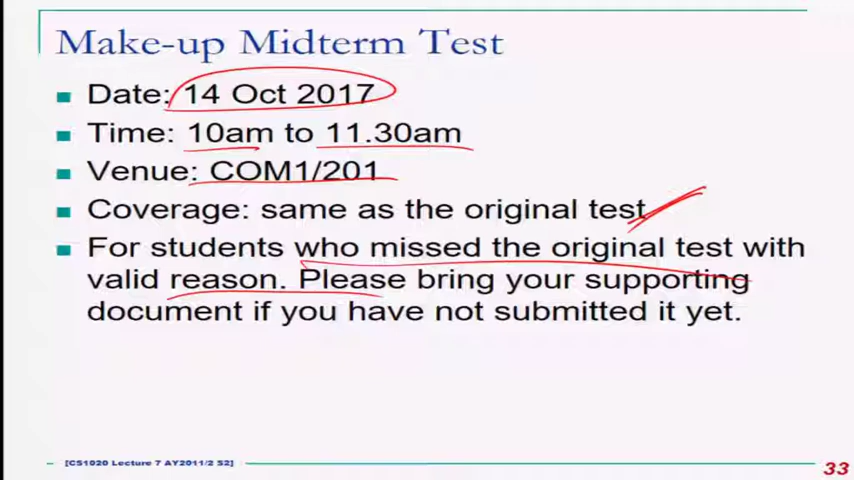 Make-up Midterm Test
Date: 14 Oct 2017
Time: 10am to 11.30am
Venue: COM1/201
Coverage: same as the original test
For students who missed the original test with
valid reason. Please bring your supporting
document if you have not submitted it yet.
[CS1020 Lecture 7 AY2011/2 S2]
33